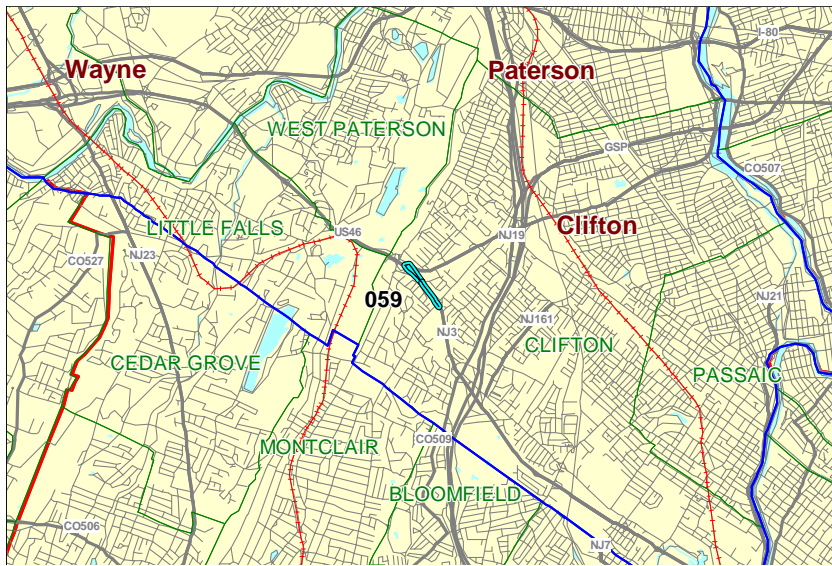 I-80
Wayne
Paterson
WEST PATERSON
GSP
CO507
LITTLE FALLS
Clifton
US46
NJ19
CO527
NJ23
059
NJ21
NJ161
NJ3
CLIFTON
CEDAR GROVE
PASSAIC
MONTCLAIR
CO509
BLOOMFIELD
CO506
NJ7